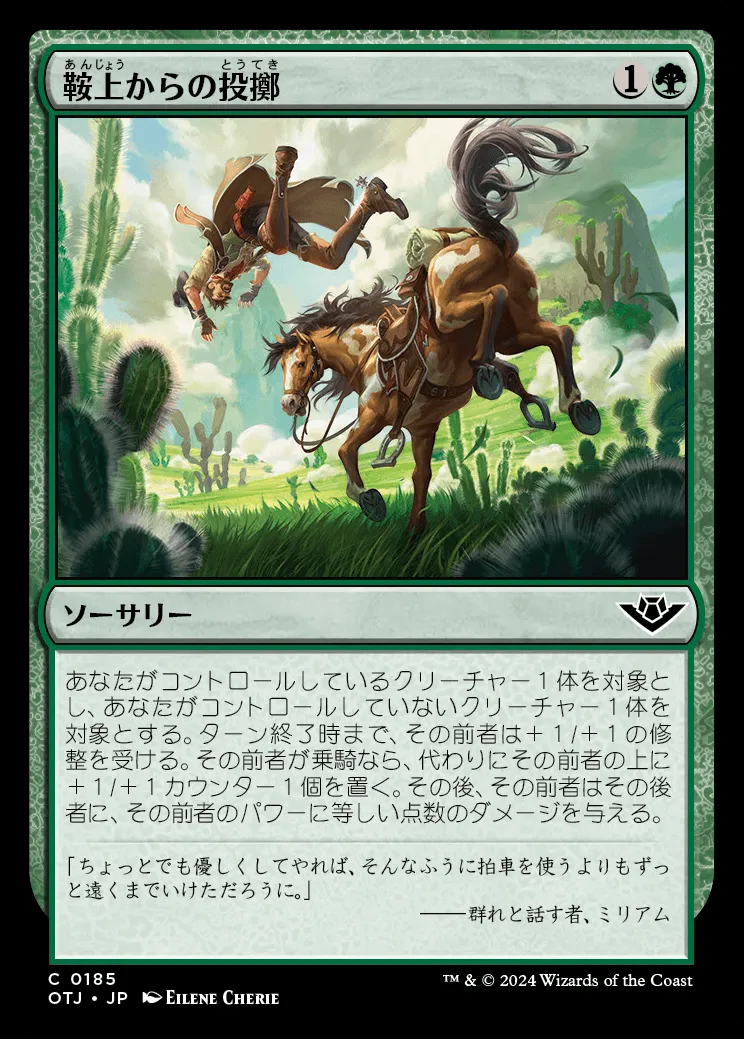 あんじょう とうてき
鞍上からの投擲 1
ソーサリー
あなたがコントロールしているクリーチャー１体を対象と
し、あなたがコントロールしていないクリーチャー１体を
対象とする。ターン終了時まで、その前者は＋１/＋１の修
整を受ける。その前者が乗騎なら、代わりにその前者の上に
＋１/＋１カウンター１個を置く。その後、その前者はその後
者に、その前者のパワーに等しい点数のダメージを与える。
「ちょっとでも優しくしてやれば、そんなふうに拍車を使うよりもずっ
と遠くまでいけただろうに。」
――群れと話す者、ミリアム
C 0185
OTJ • JP EILENE CHERIE
™ & © 2024 Wizards of the Coast